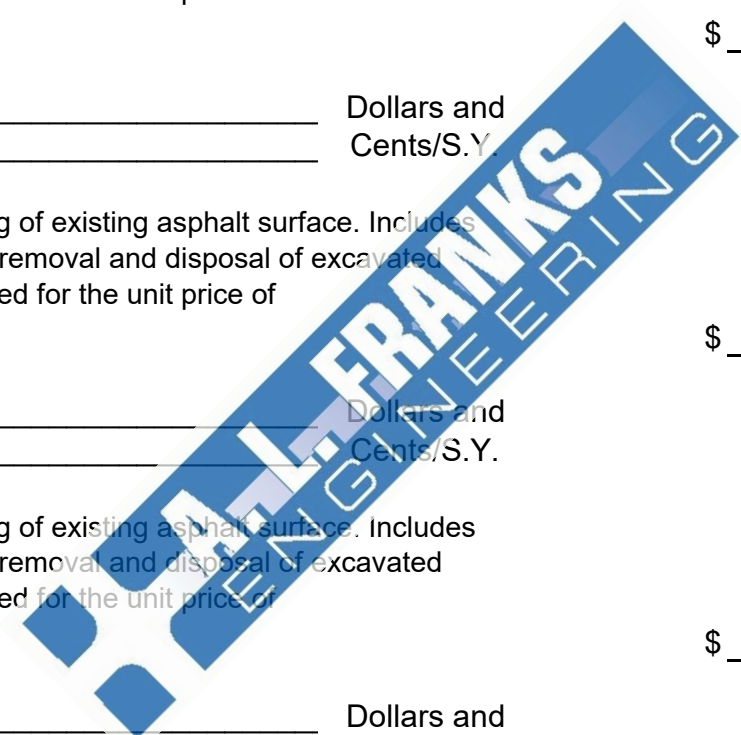 $
Dollars and
Cents/S.Y.
g of existing asphalt surface. Includes
removal and disposal of excavated
ed for the unit price of
$
Dollars and
Cents/S.Y.
g of existing asphalt surface. Includes
removal and disposal of excavated
ed for the unit price of
$
Dollars and
A.L. FRANKS
ENGINEERING